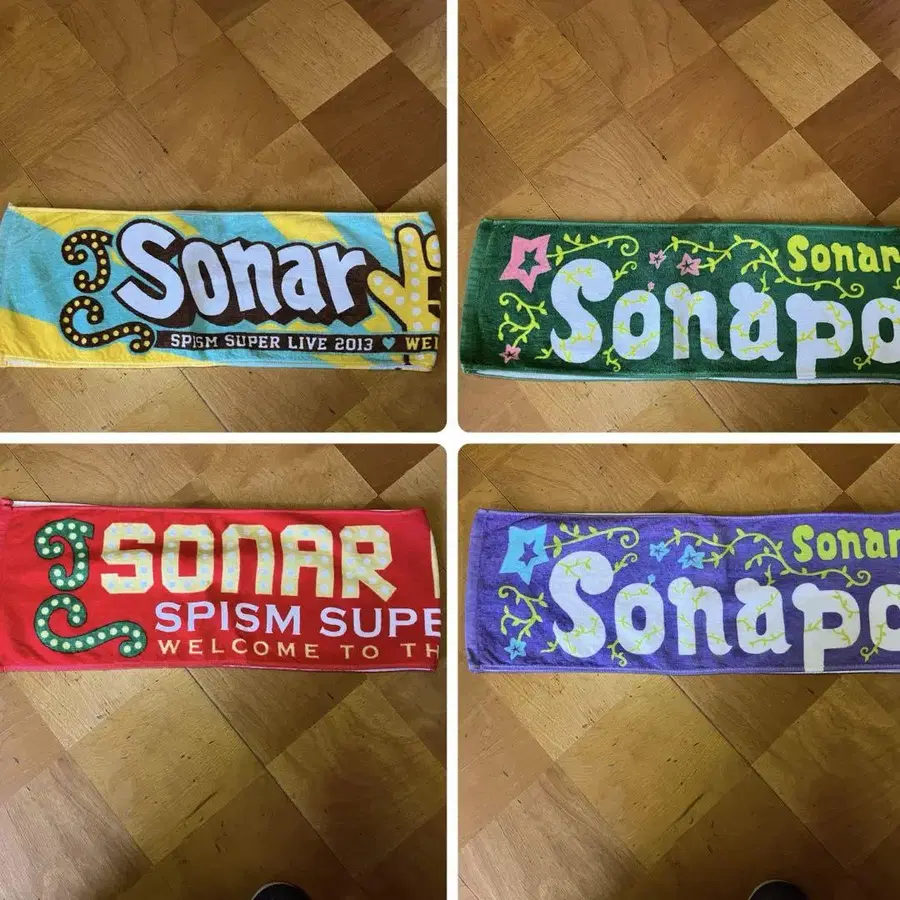 Sonar
SPISM SUPER LIVE 2013
Sonar
Sonapo
SONAR
SPISM SUPE
WELCOME TO TH
Sonar
Sonapo